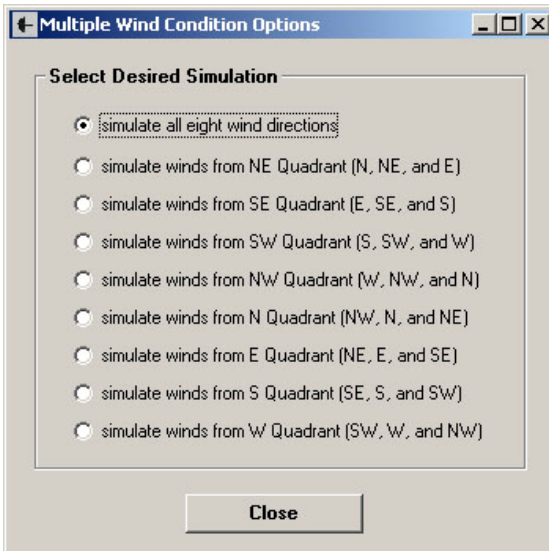 Multiple Wind Condition Options
Select Desired Simulation
simulate all eight wind directions
simulate winds from NE Quadrant (N, NE, and E)
simulate winds from SE Quadrant (E, SE, and S)
simulate winds from SW Quadrant (S, SW, and W)
simulate winds from NW Quadrant (W, NW, and N)
simulate winds from N Quadrant (NW, N, and NE)
simulate winds from E Quadrant (NE, E, and SE)
simulate winds from S Quadrant (SE, S, and SW)
simulate winds from W Quadrant (SW, W, and NW)
Close